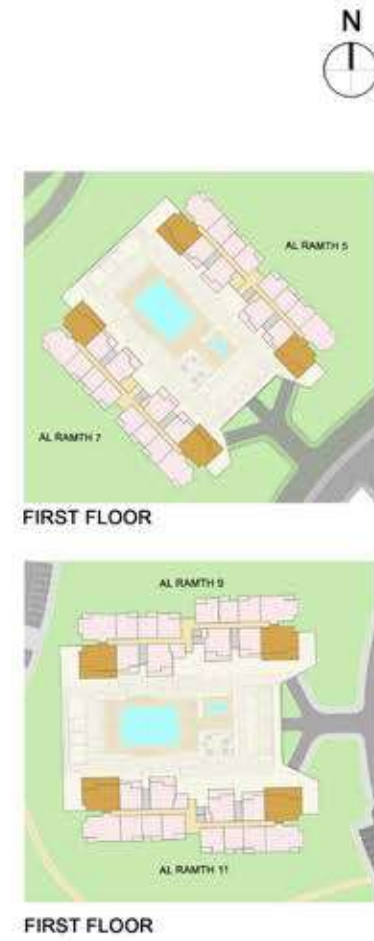 N
AL RAMTH 5
AL RAMTH 7
FIRST FLOOR
AL RAMTH 9
AL RAMTH 11
FIRST FLOOR